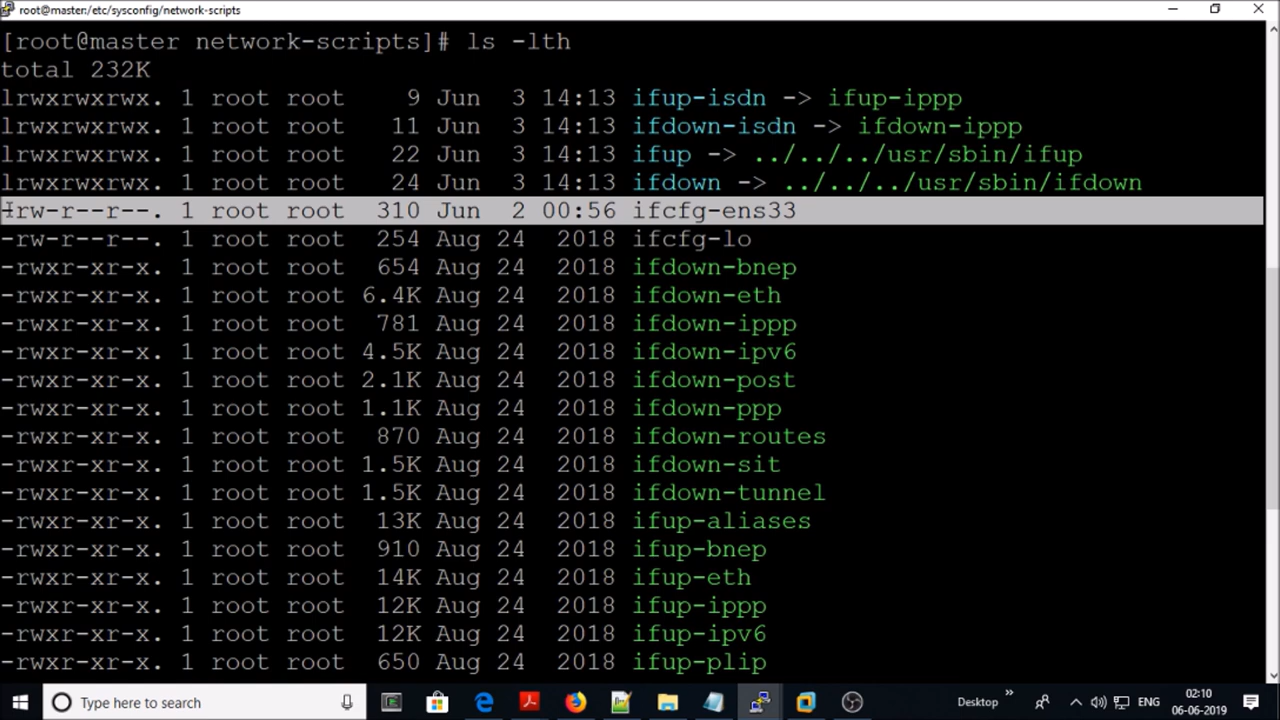 root@master:/etc/sysconfig/network-scripts
[root@master network-scripts]# ls -lth
total 232K
lrwxrwxrwx. 1 root root 9 Jun 3 14:13 ifup-isdn -> ifup-ippp
lrwxrwxrwx. 1 root root 11 Jun 3 14:13 ifdown-isdn -> ifdown-ippp
lrwxrwxrwx. 1 root root 22 Jun 3 14:13 ifup -> ../../../usr/sbin/ifup
lrwxrwxrwx. 1 root root 24 Jun 3 14:13 ifdown -> ../../../usr/sbin/ifdown
-rw-r--r--. 1 root root 310 Jun 2 00:56 ifcfg-ens33
-rw-r--r--. 1 root root 254 Aug 24 2018 ifcfg-lo
-rwxr-xr-x. 1 root root 654 Aug 24 2018 ifdown-bnep
-rwxr-xr-x. 1 root root 6.4K Aug 24 2018 ifdown-eth
-rwxr-xr-x. 1 root root 781 Aug 24 2018 ifdown-ippp
-rwxr-xr-x. 1 root root 4.5K Aug 24 2018 ifdown-ipv6
-rwxr-xr-x. 1 root root 2.1K Aug 24 2018 ifdown-post
-rwxr-xr-x. 1 root root 1.1K Aug 24 2018 ifdown-ppp
-rwxr-xr-x. 1 root root 870 Aug 24 2018 ifdown-routes
-rwxr-xr-x. 1 root root 1.5K Aug 24 2018 ifdown-sit
-rwxr-xr-x. 1 root root 1.5K Aug 24 2018 ifdown-tunnel
-rwxr-xr-x. 1 root root 13K Aug 24 2018 ifup-aliases
-rwxr-xr-x. 1 root root 910 Aug 24 2018 ifup-bnep
-rwxr-xr-x. 1 root root 14K Aug 24 2018 ifup-eth
-rwxr-xr-x. 1 root root 12K Aug 24 2018 ifup-ippp
-rwxr-xr-x. 1 root root 12K Aug 24 2018 ifup-ipv6
-rwxr-xr-x. 1 root root 650 Aug 24 2018 ifup-plip
Type here to search
Desktop
ENG
02:10
06-06-2019